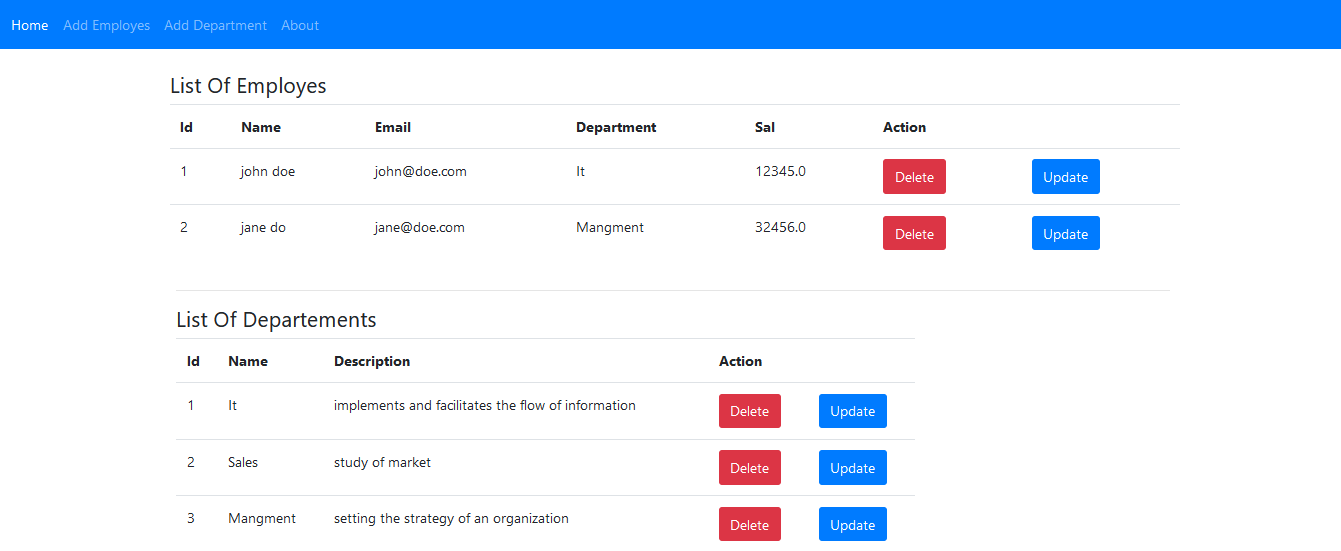 Home Add Employes Add Department About
List Of Employes
Id Name Email Department Sal Action
1 john doe john@doe.com It 12345.0 Delete Update
2 jane do jane@doe.com Mangment 32456.0 Delete Update
List Of Departements
Id Name Description Action
1 It implements and facilitates the flow of information Delete Update
2 Sales study of market Delete Update
3 Mangment setting the strategy of an organization Delete Update